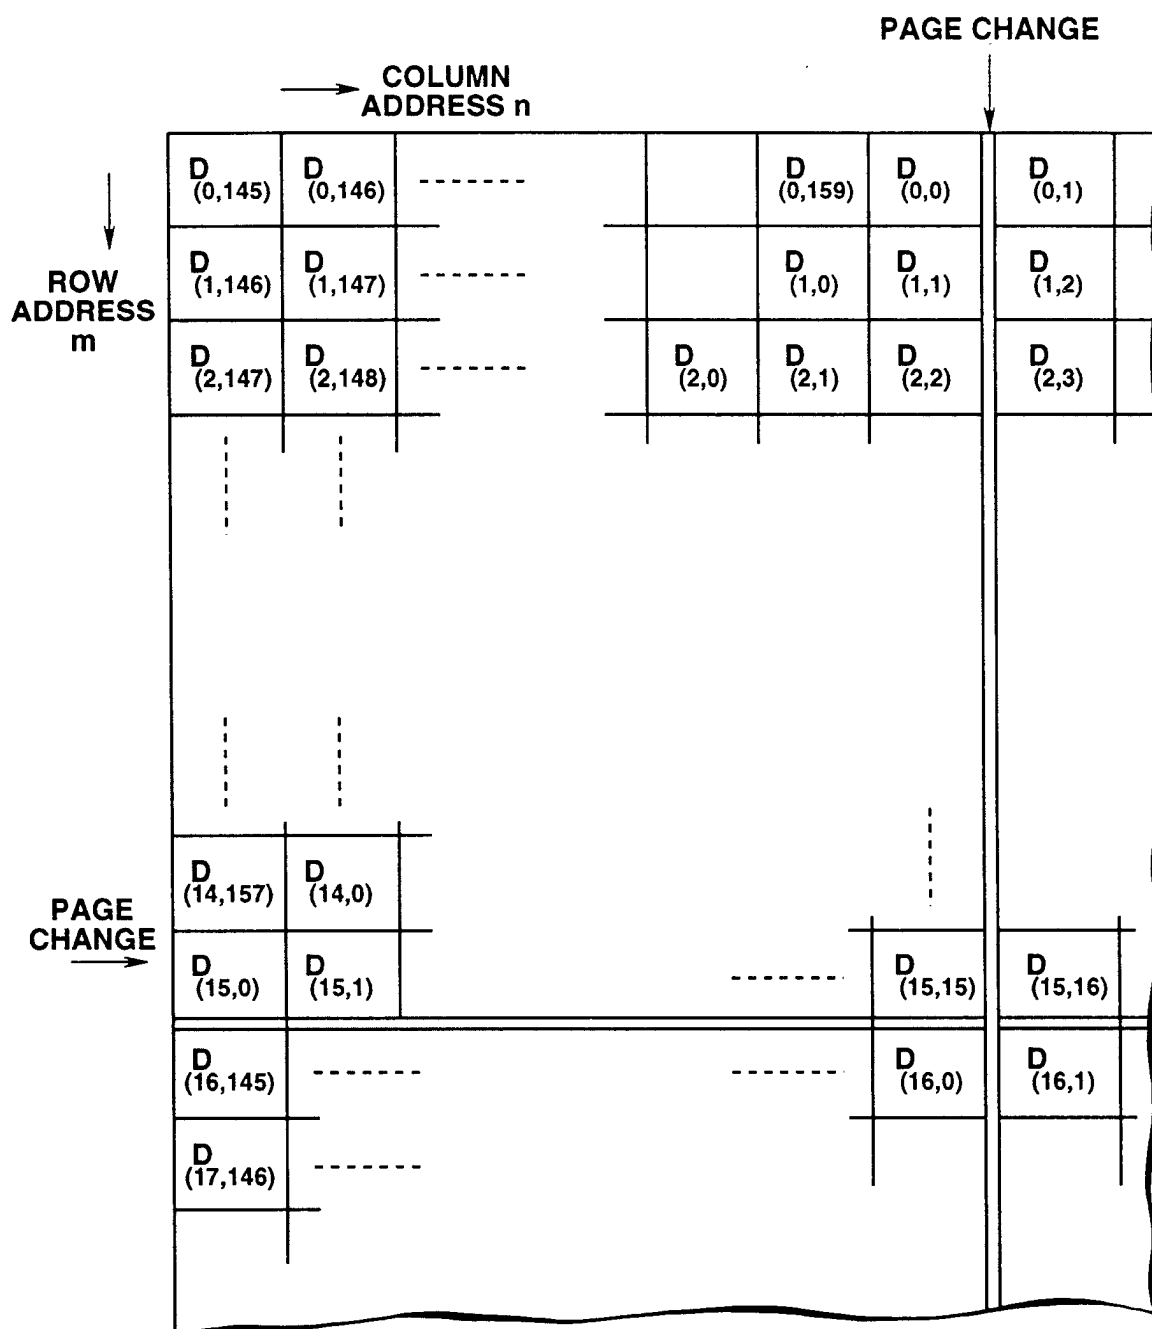 PAGE CHANGE
COLUMN
ADDRESS n
ROW
ADDRESS
m
D D D D D
(0,145) (0,146) (0,159) (0,0) (0,1)
D D D D D
(1,146) (1,147) (1,0) (1,1) (1,2)
D D D D D D
(2,147) (2,148) (2,0) (2,1) (2,2) (2,3)
D D
(14,157) (14,0)
PAGE
CHANGE
D D D D
(15,0) (15,1) (15,15) (15,16)
D D D
(16,145) (16,0) (16,1)
D
(17,146)